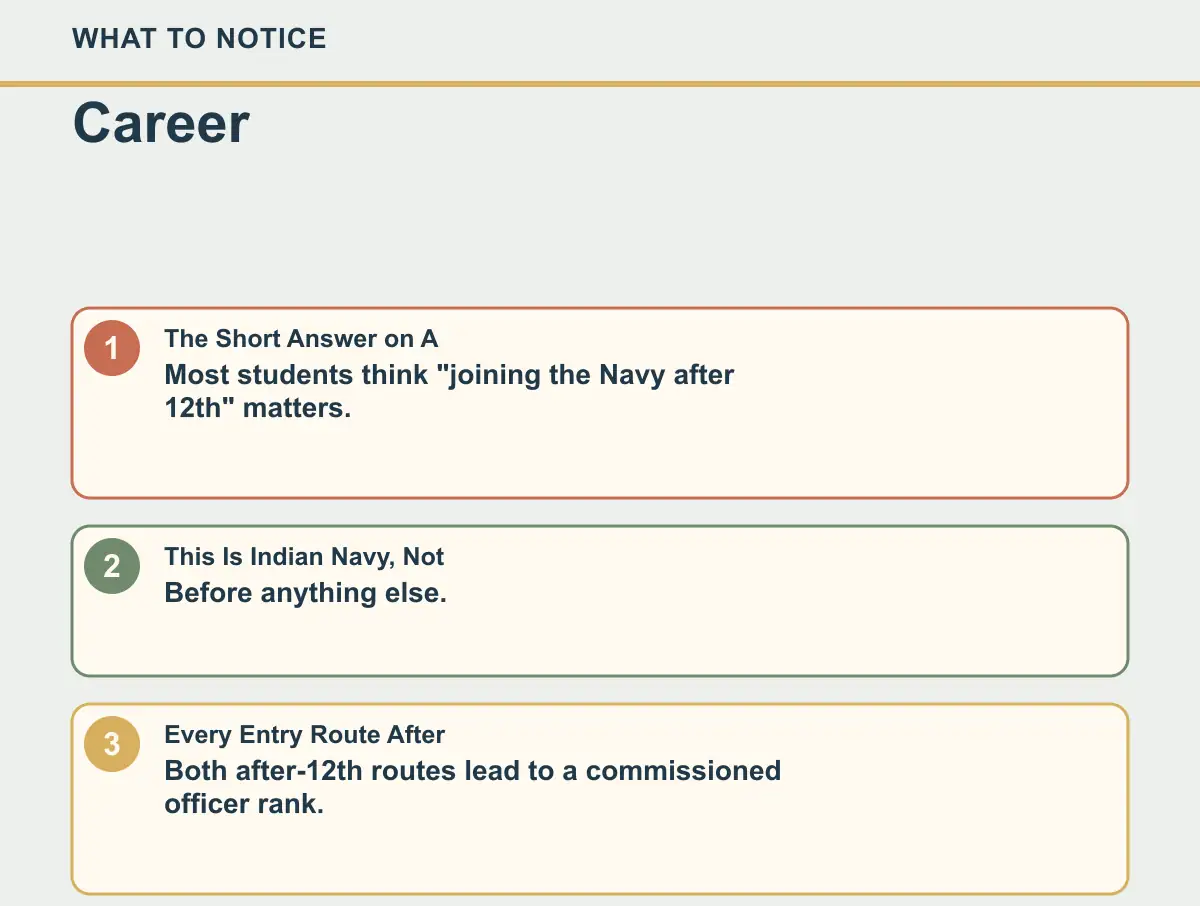 WHAT TO NOTICE
Career
1
The Short Answer on A
Most students think "joining the Navy after
12th" matters.
2
This Is Indian Navy, Not
Before anything else.
3
Every Entry Route After
Both after-12th routes lead to a commissioned
officer rank.